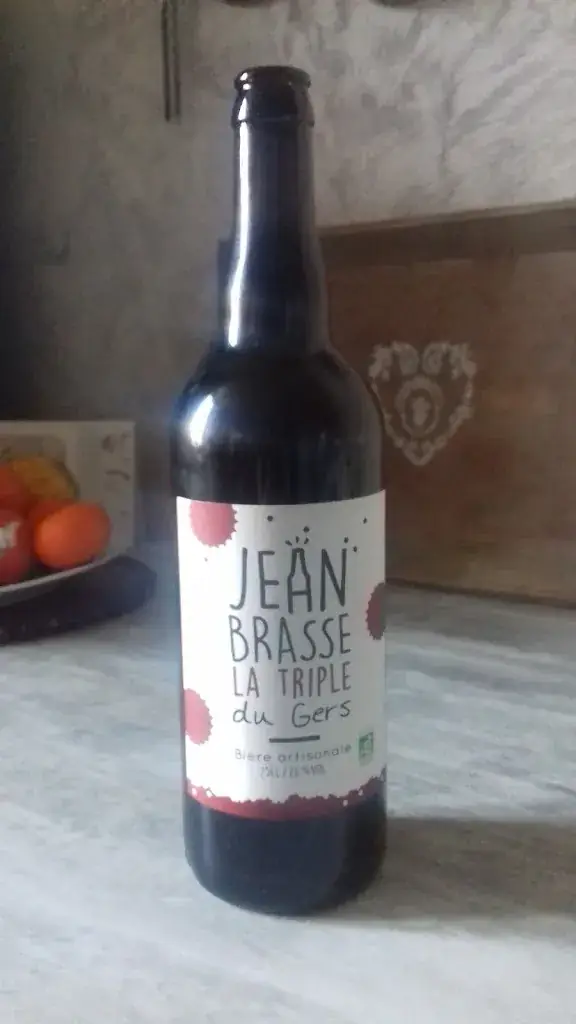 JEAN
BRASSE
LA TRIPLE
du Gers
Bière artisanale